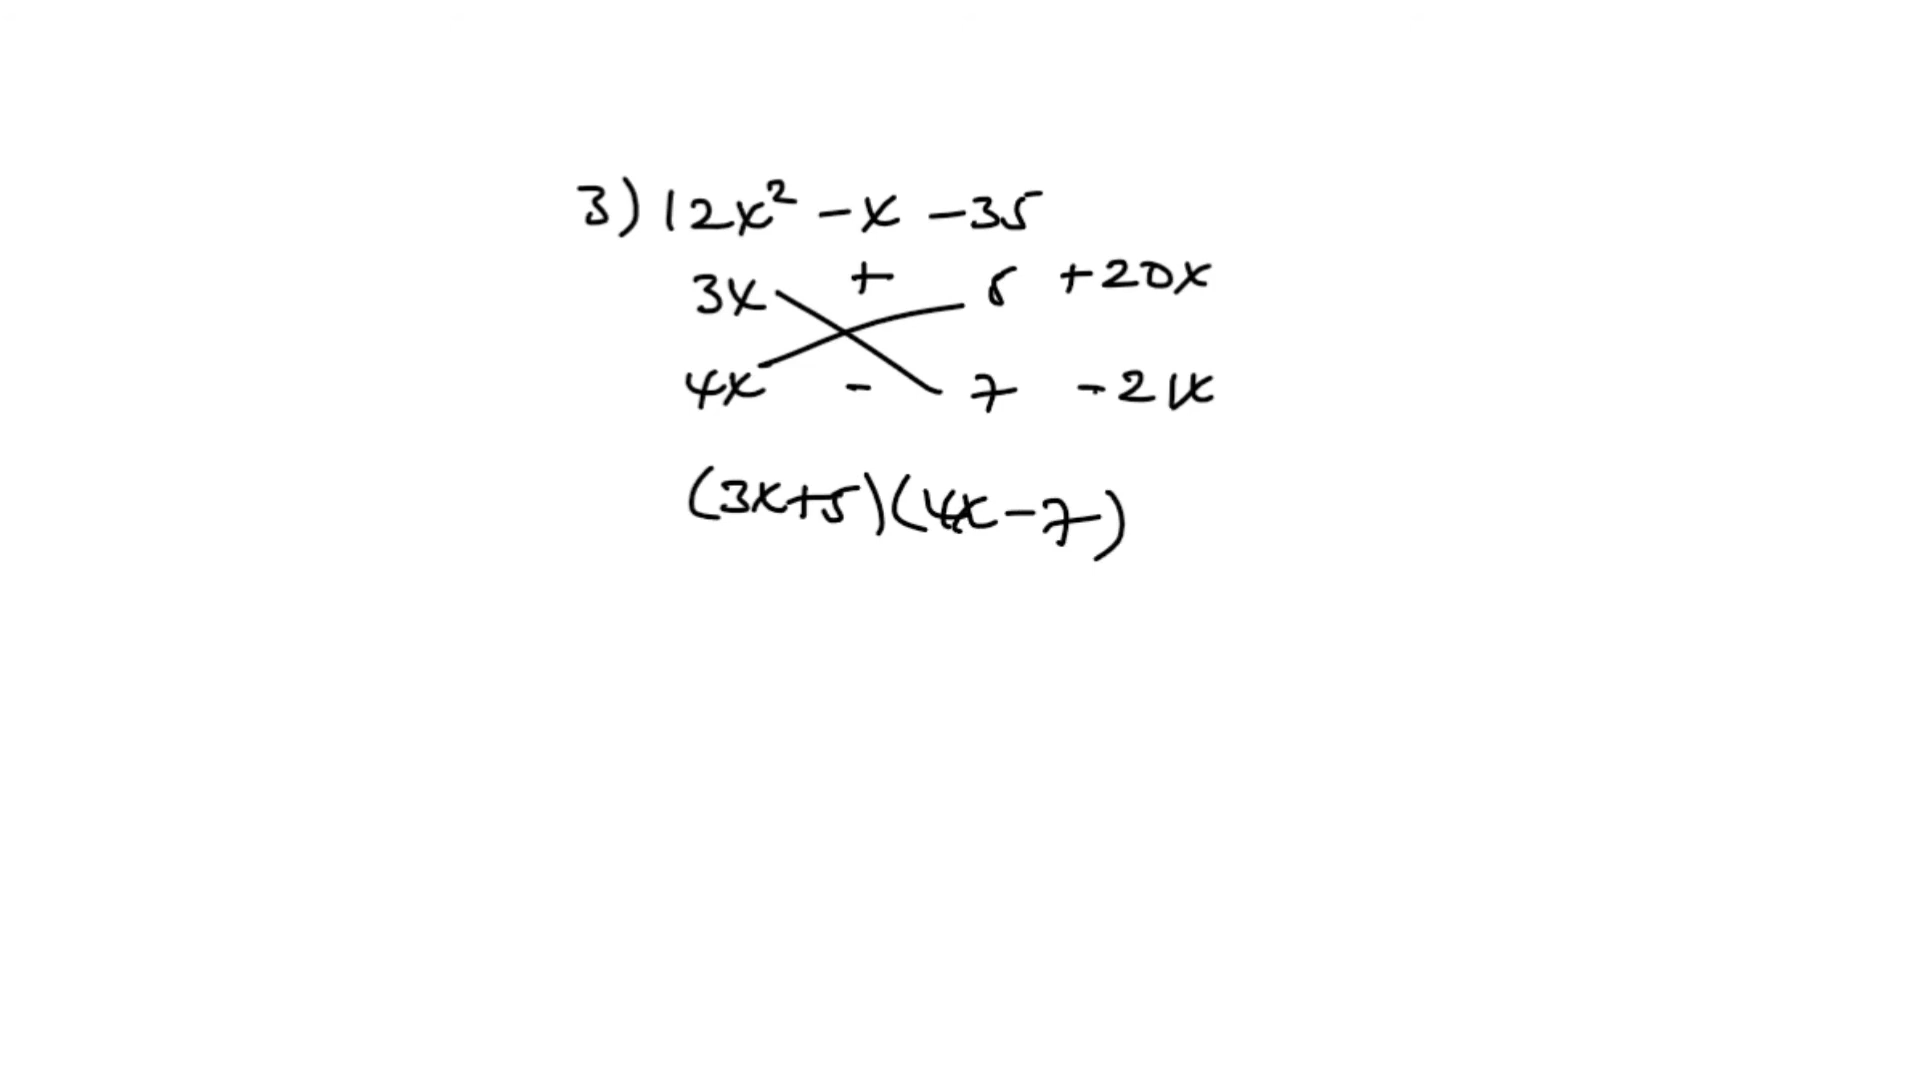 3) 12x² - x - 35
3x + 5 +20x
4x - 7 -21x
(3x+5)(4x-7)